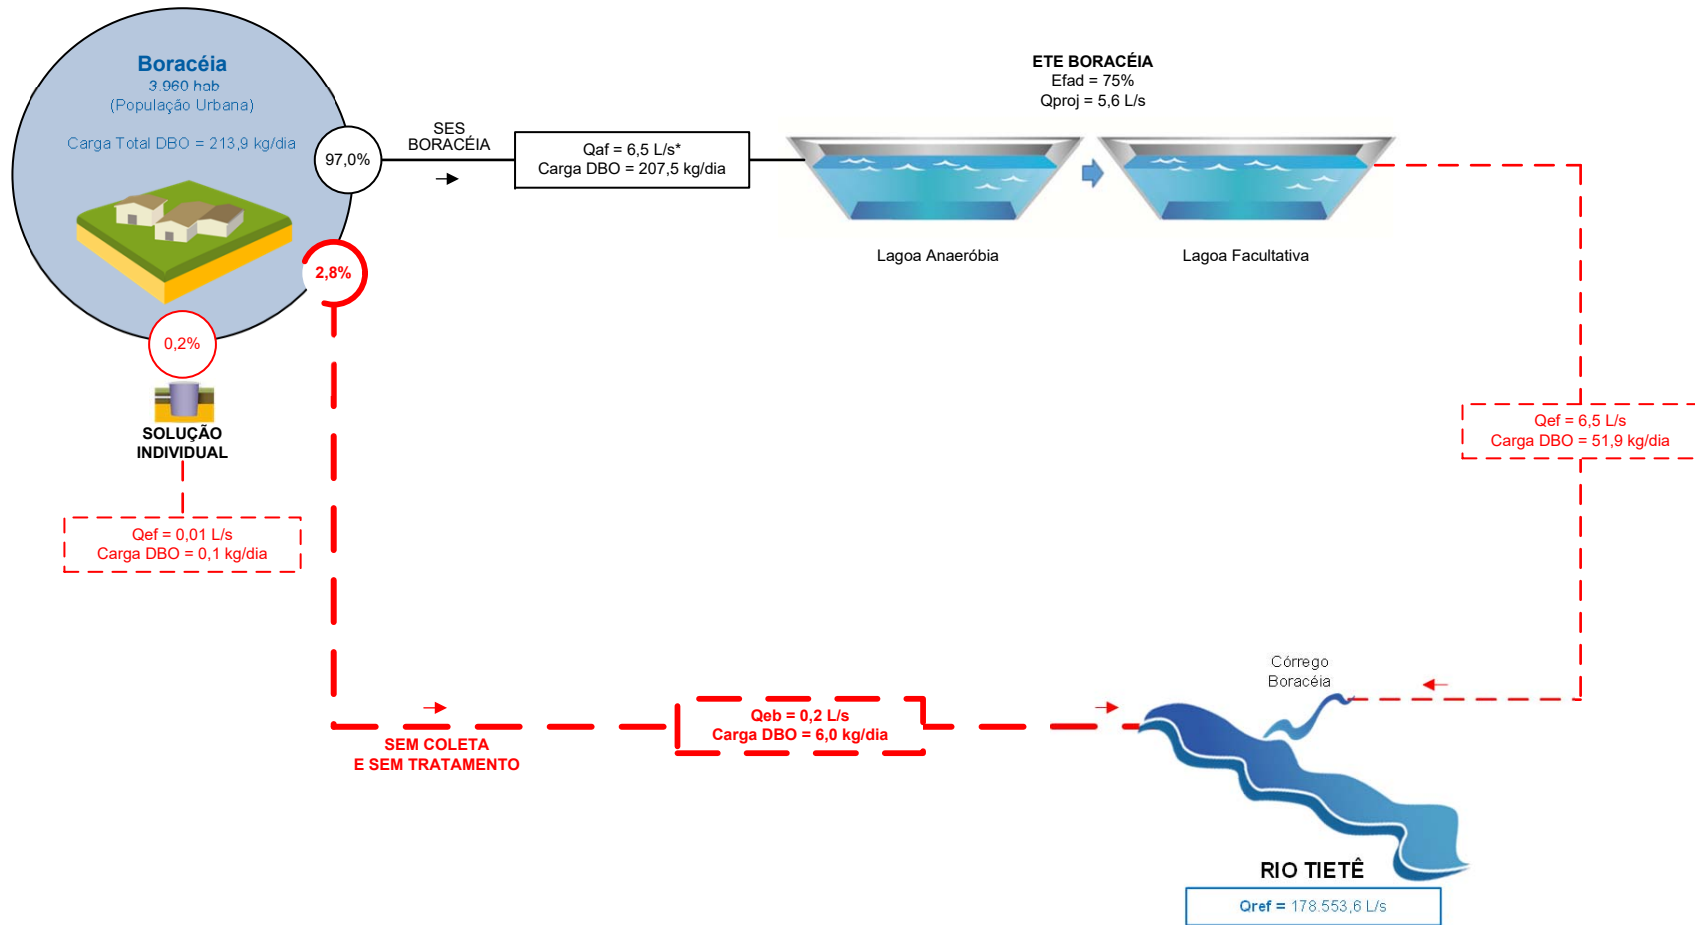 Boracéia
3.960 hab
(População Urbana)
Carga Total DBO = 213,9 kg/dia
97,0%
2,8%
0,2%
SOLUÇÃO
INDIVIDUAL
Qef = 0,01 L/s
Carga DBO = 0,1 kg/dia
SES
BORACÉIA
Qaf = 6,5 L/s*
Carga DBO = 207,5 kg/dia
ETE BORACÉIA
Efad = 75%
Qproj = 5,6 L/s
Lagoa Anaeróbia
Lagoa Facultativa
Qef = 6,5 L/s
Carga DBO = 51,9 kg/dia
Córrego
Boracéia
SEM COLETA
E SEM TRATAMENTO
Qeb = 0,2 L/s
Carga DBO = 6,0 kg/dia
RIO TIETÊ
Qref = 178.553,6 L/s